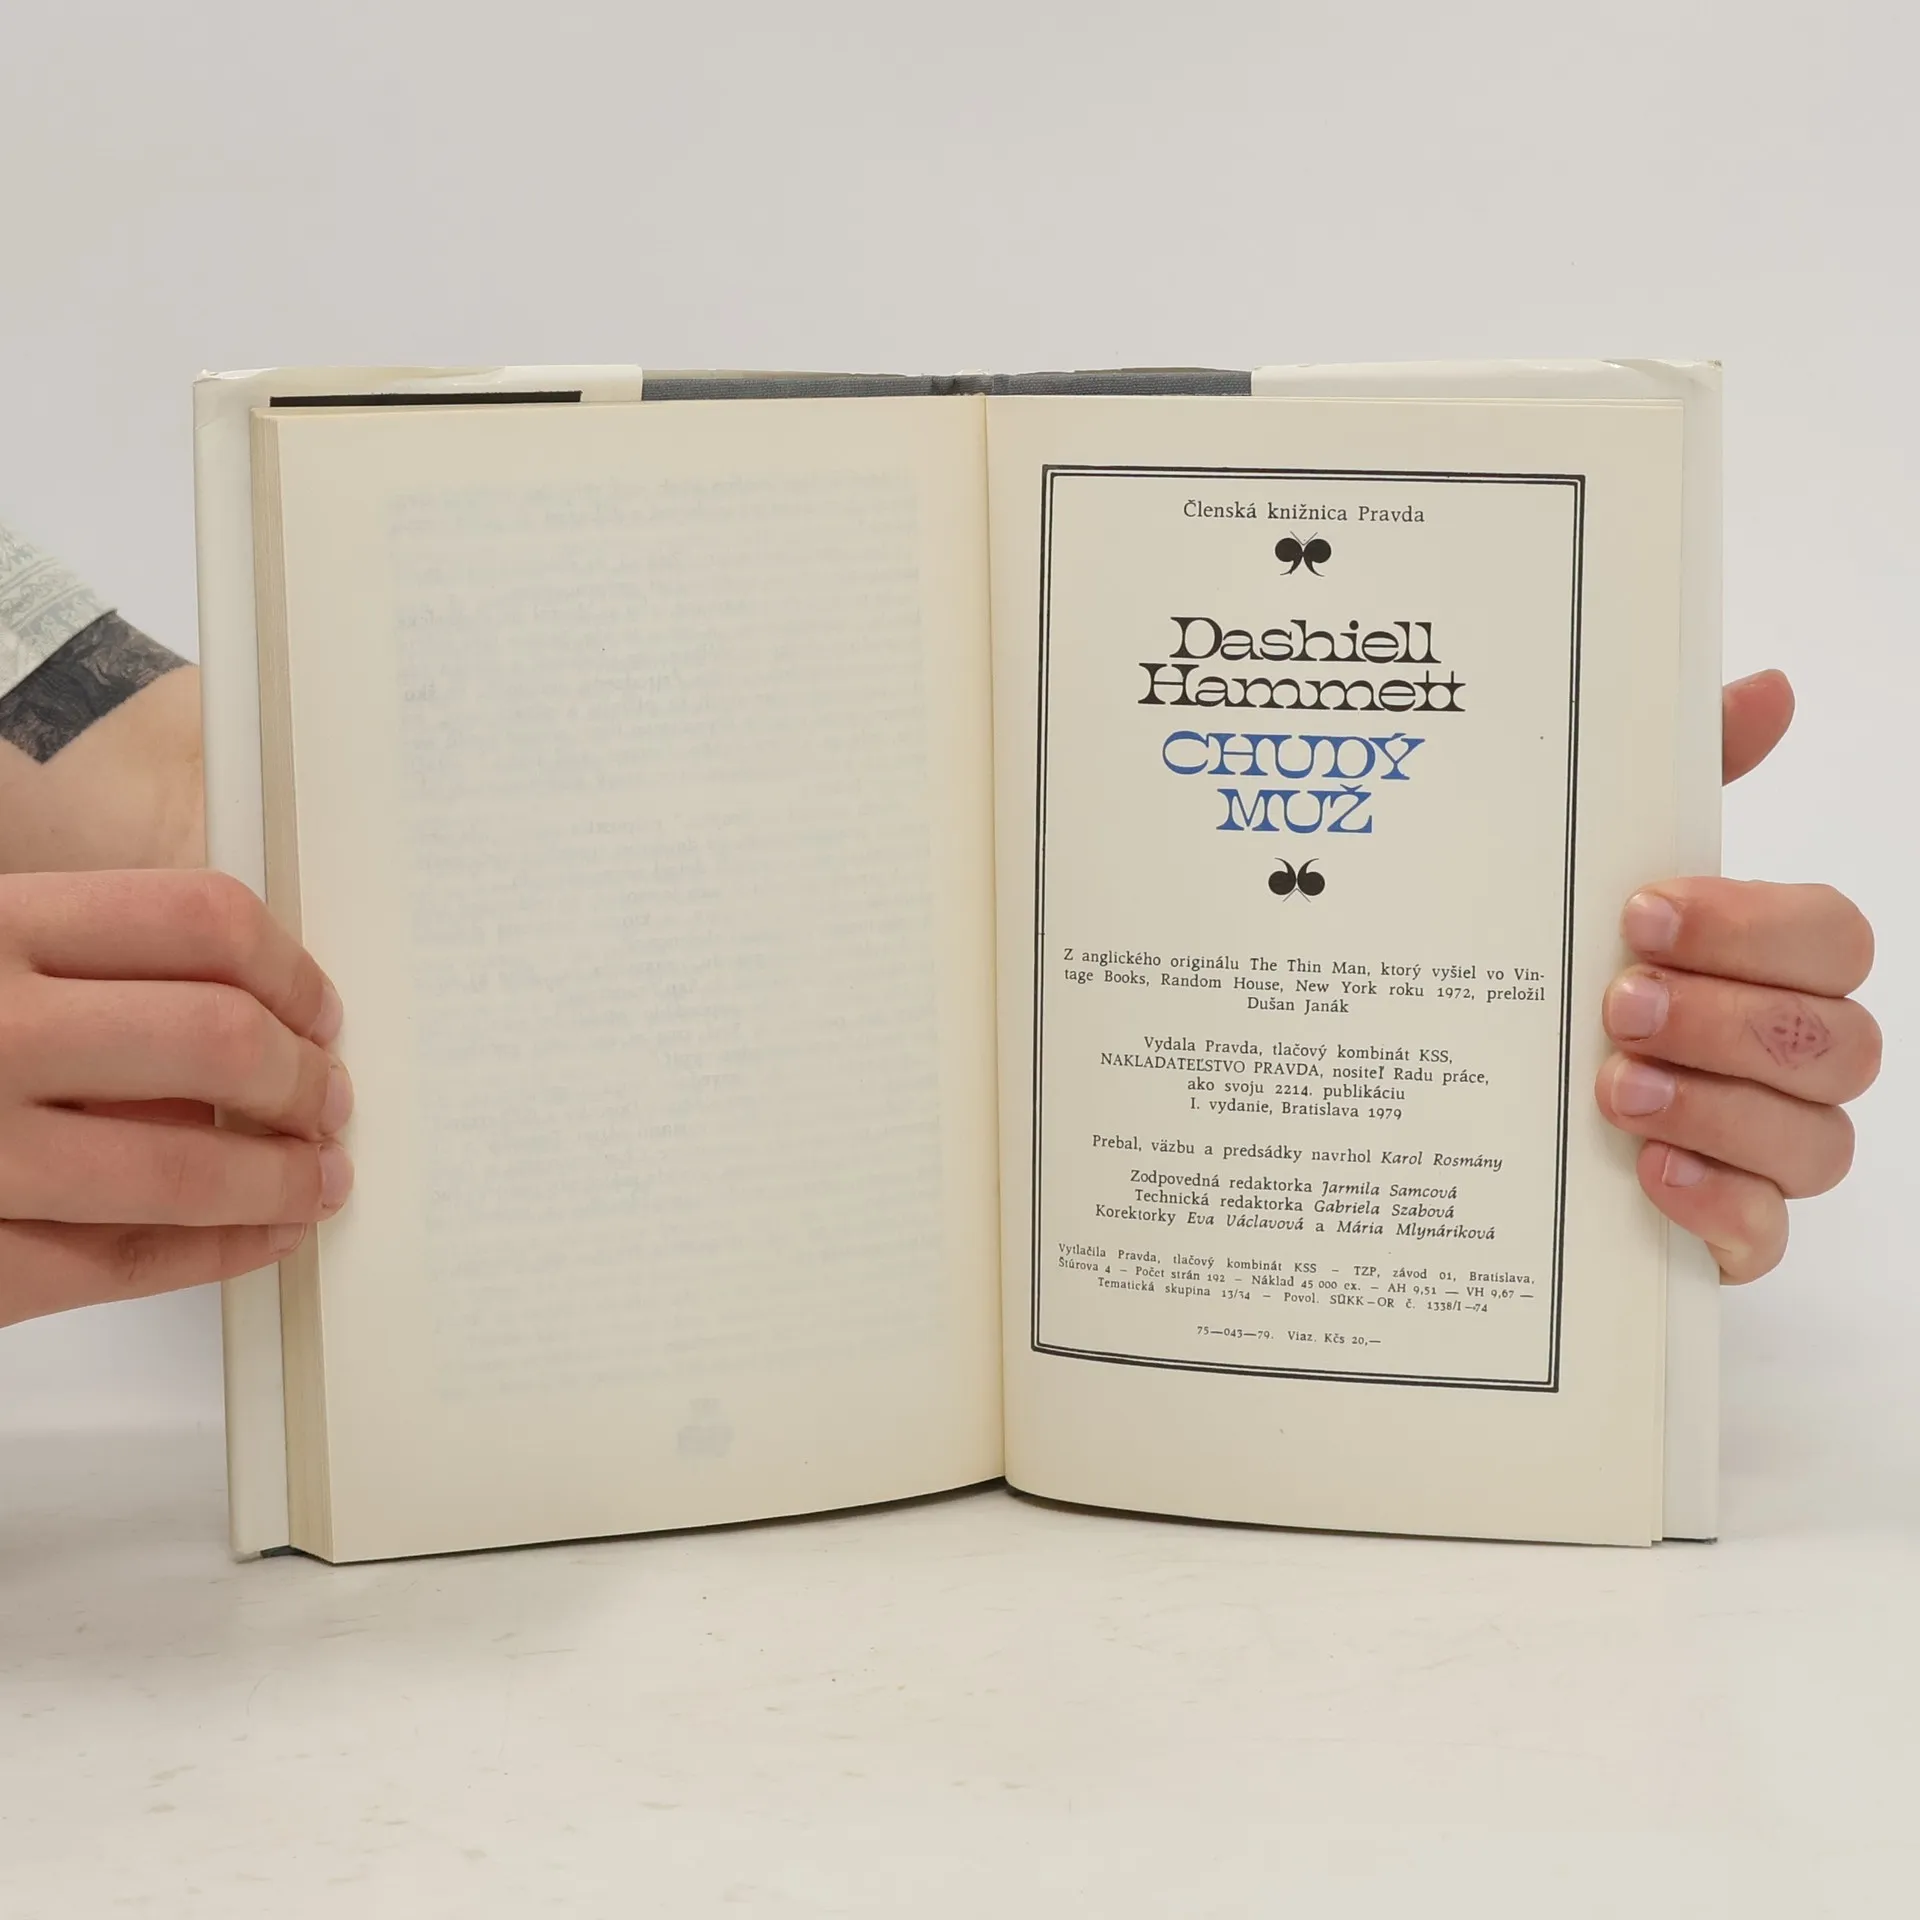 Členská knižnica Pravda
Dashiell
Hammett
CHUDÝ
MUŽ
Z anglického originálu The Thin Man, ktorý vyšiel vo Vin-
tage Books, Random House, New York roku 1972, preložil
Dušan Janák
Vydala Pravda, tlačový kombinát KSS,
NAKLADATEĽSTVO PRAVDA, nositeľ Radu práce,
ako svoju 2214. publikáciu
I. vydanie, Bratislava 1979
Prebal, väzbu a predsádky navrhol Karol Rosmány
Zodpovedná redaktorka Jarmila Samcová
Technická redaktorka Gabriela Szabová
Korektorky Eva Václavová a Mária Mlynáriková
Vytlačila Pravda, tlačový kombinát KSS – TZP, závod 01, Bratislava,
Štúrova 4 – Počet strán 192 – Náklad 45 000 ex. – AH 9,51 — VH 9,67 —
Tematická skupina 13/34 – Povol. SÚKK–OR č. 1338/I–74
75—043—79. Viaz. Kčs 20,—